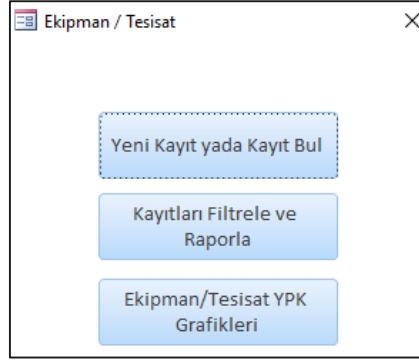 Ekipman / Tesisat
Yeni Kayıt yada Kayıt Bul
Kayıtları Filtrele ve
Raporla
Ekipman/Tesisat YPK
Grafikleri